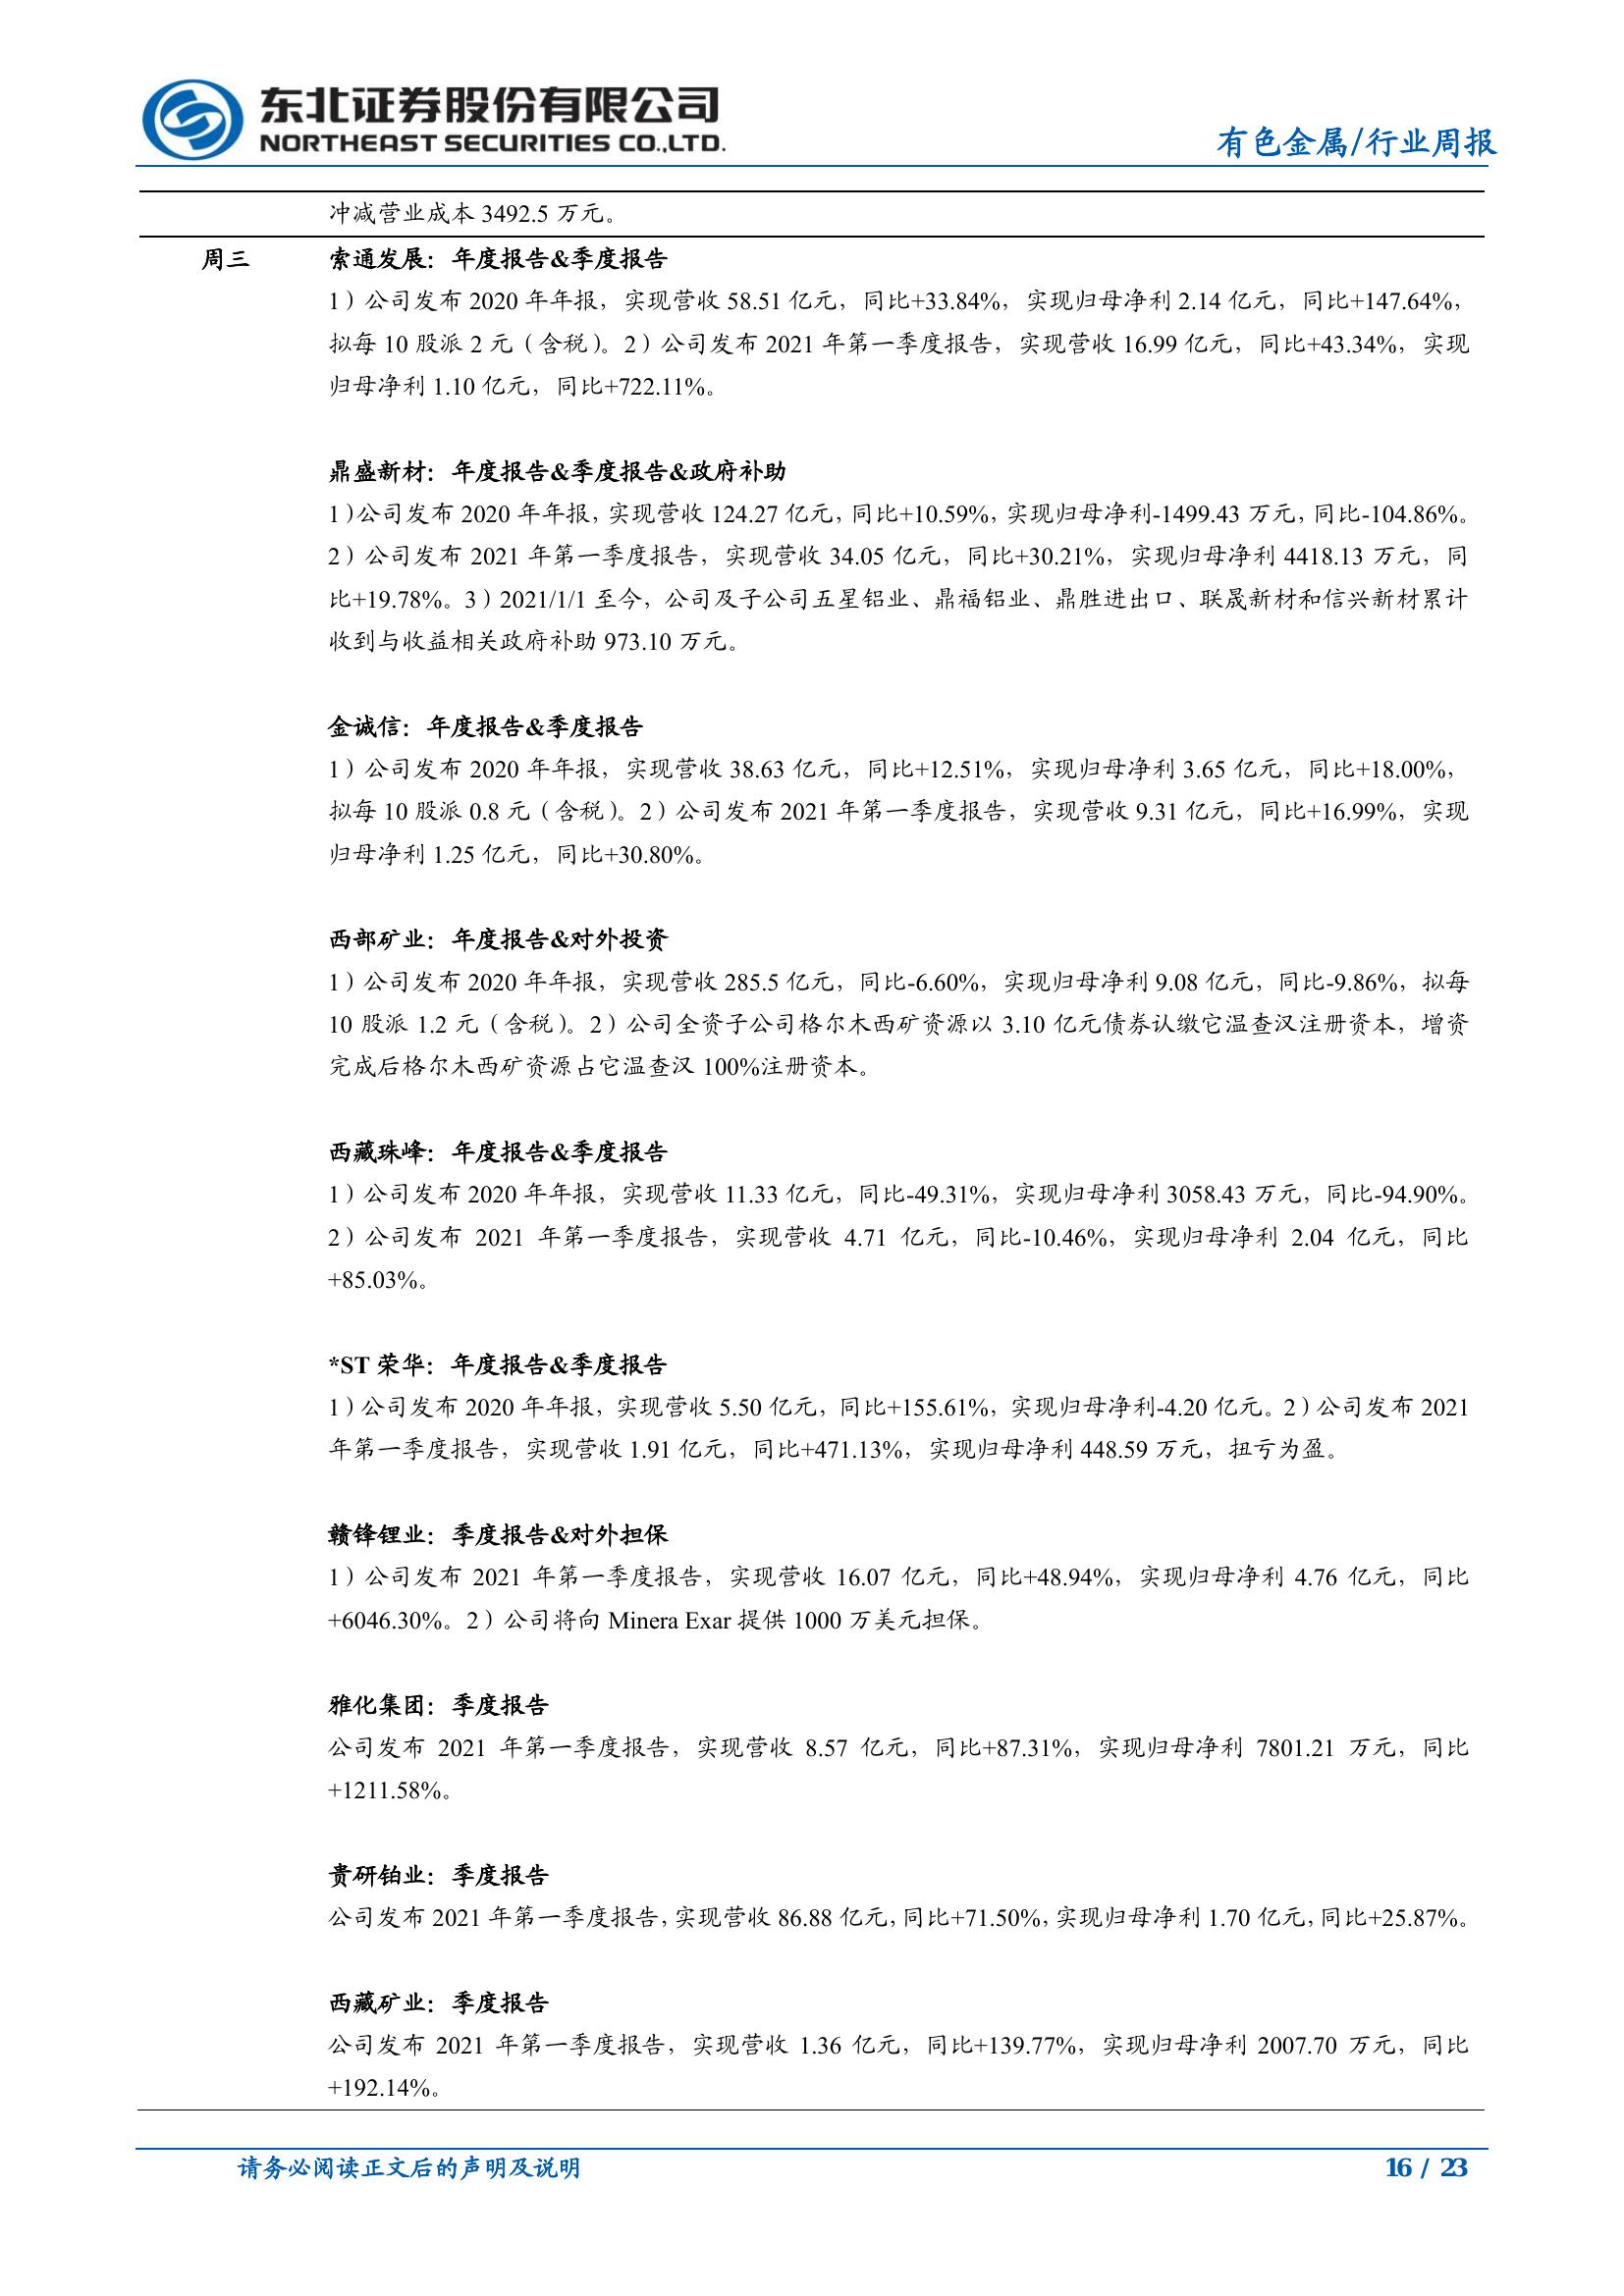 东北证券股份有限公司
NORTHEAST SECURITIES CO.,LTD.
有色金属/行业周报
冲减营业成本 3492.5 万元。
周三 索通发展：年度报告&季度报告
1）公司发布 2020 年年报，实现营收 58.51 亿元，同比+33.84%，实现归母净利 2.14 亿元，同比+147.64%，
拟每 10 股派 2 元（含税）。2）公司发布 2021 年第一季度报告，实现营收 16.99 亿元，同比+43.34%，实现
归母净利 1.10 亿元，同比+722.11%。
鼎盛新材：年度报告&季度报告&政府补助
1）公司发布 2020 年年报，实现营收 124.27 亿元，同比+10.59%，实现归母净利-1499.43 万元，同比-104.86%。
2）公司发布 2021 年第一季度报告，实现营收 34.05 亿元，同比+30.21%，实现归母净利 4418.13 万元，同
比+19.78%。3）2021/1/1 至今，公司及子公司五星铝业、鼎福铝业、鼎胜进出口、联晟新材和信兴新材累计
收到与收益相关政府补助 973.10 万元。
金诚信：年度报告&季度报告
1）公司发布 2020 年年报，实现营收 38.63 亿元，同比+12.51%，实现归母净利 3.65 亿元，同比+18.00%，
拟每 10 股派 0.8 元（含税）。2）公司发布 2021 年第一季度报告，实现营收 9.31 亿元，同比+16.99%，实现
归母净利 1.25 亿元，同比+30.80%。
西部矿业：年度报告&对外投资
1）公司发布 2020 年年报，实现营收 285.5 亿元，同比-6.60%，实现归母净利 9.08 亿元，同比-9.86%，拟每
10 股派 1.2 元（含税）。2）公司全资子公司格尔木西矿资源以 3.10 亿元债券认缴它温查汉注册资本，增资
完成后格尔木西矿资源占它温查汉 100%注册资本。
西藏珠峰：年度报告&季度报告
1）公司发布 2020 年年报，实现营收 11.33 亿元，同比-49.31%，实现归母净利 3058.43 万元，同比-94.90%。
2）公司发布 2021 年第一季度报告，实现营收 4.71 亿元，同比-10.46%，实现归母净利 2.04 亿元，同比
+85.03%。
*ST 荣华：年度报告&季度报告
1）公司发布 2020 年年报，实现营收 5.50 亿元，同比+155.61%，实现归母净利-4.20 亿元。2）公司发布 2021
年第一季度报告，实现营收 1.91 亿元，同比+471.13%，实现归母净利 448.59 万元，扭亏为盈。
赣锋锂业：季度报告&对外担保
1）公司发布 2021 年第一季度报告，实现营收 16.07 亿元，同比+48.94%，实现归母净利 4.76 亿元，同比
+6046.30%。2）公司将向 Minera Exar 提供 1000 万美元担保。
雅化集团：季度报告
公司发布 2021 年第一季度报告，实现营收 8.57 亿元，同比+87.31%，实现归母净利 7801.21 万元，同比
+1211.58%。
贵研铂业：季度报告
公司发布 2021 年第一季度报告，实现营收 86.88 亿元，同比+71.50%，实现归母净利 1.70 亿元，同比+25.87%。
西藏矿业：季度报告
公司发布 2021 年第一季度报告，实现营收 1.36 亿元，同比+139.77%，实现归母净利 2007.70 万元，同比
+192.14%。
请务必阅读正文后的声明及说明 16 / 23